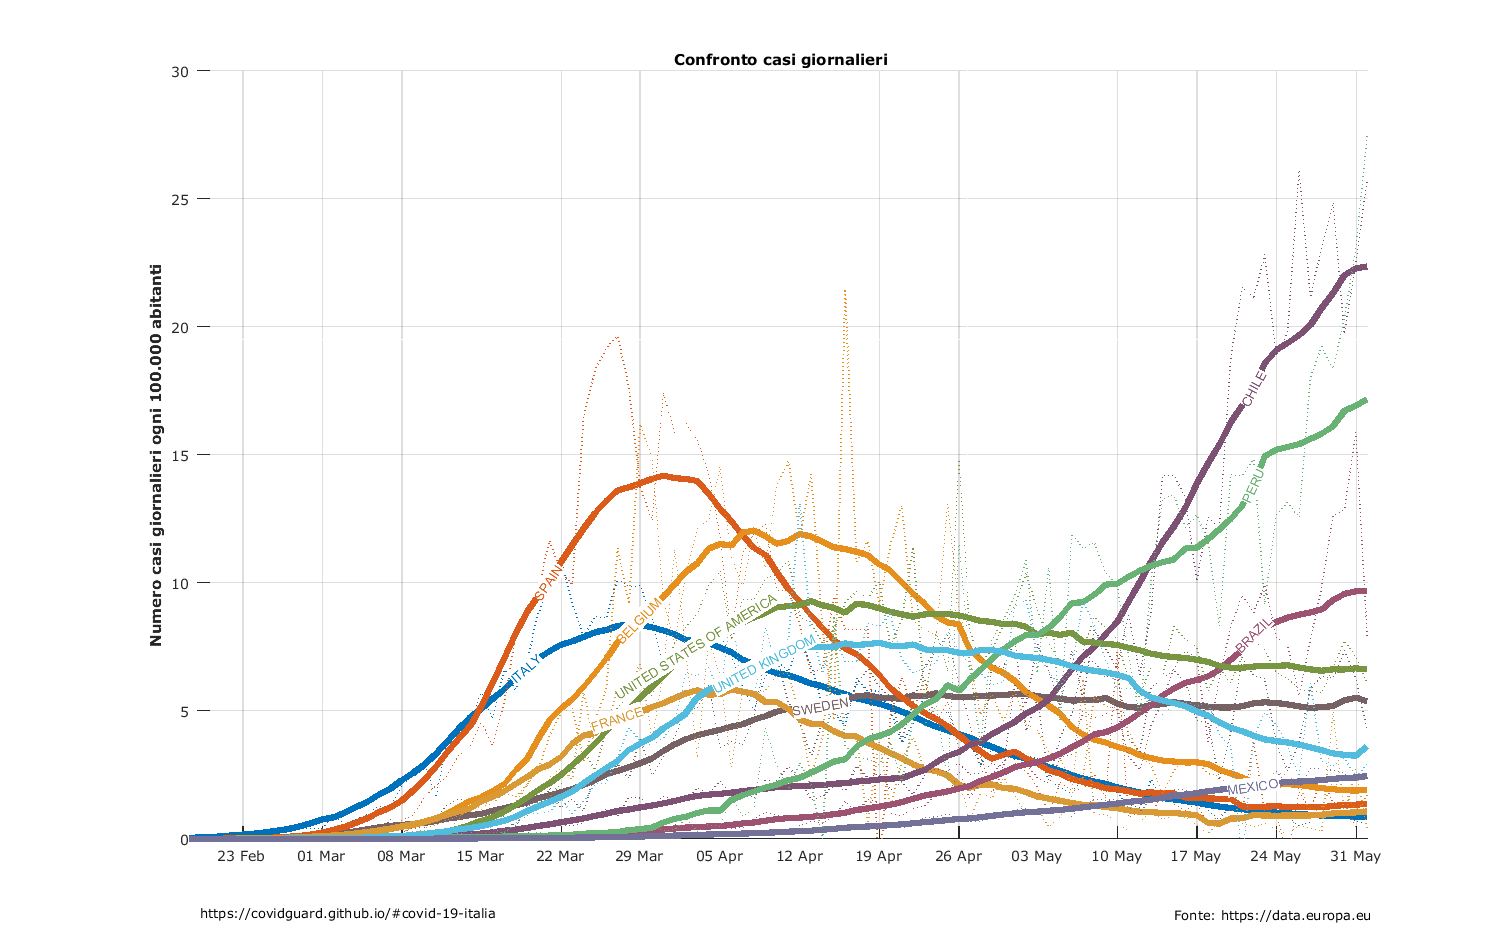 Confronto casi giornalieri
Numero casi giornalieri ogni 100.000 abitanti
30
25
20
15
10
5
0
CHILE
PERU
SPAIN
BELGIUM
UNITED STATES OF AMERICA
ITALY
UNITED KINGDOM
BRAZIL
FRANCE
SWEDEN
MEXICO
23 Feb 01 Mar 08 Mar 15 Mar 22 Mar 29 Mar 05 Apr 12 Apr 19 Apr 26 Apr 03 May 10 May 17 May 24 May 31 May
https://covidguard.github.io/#covid-19-italia
Fonte: https://data.europa.eu